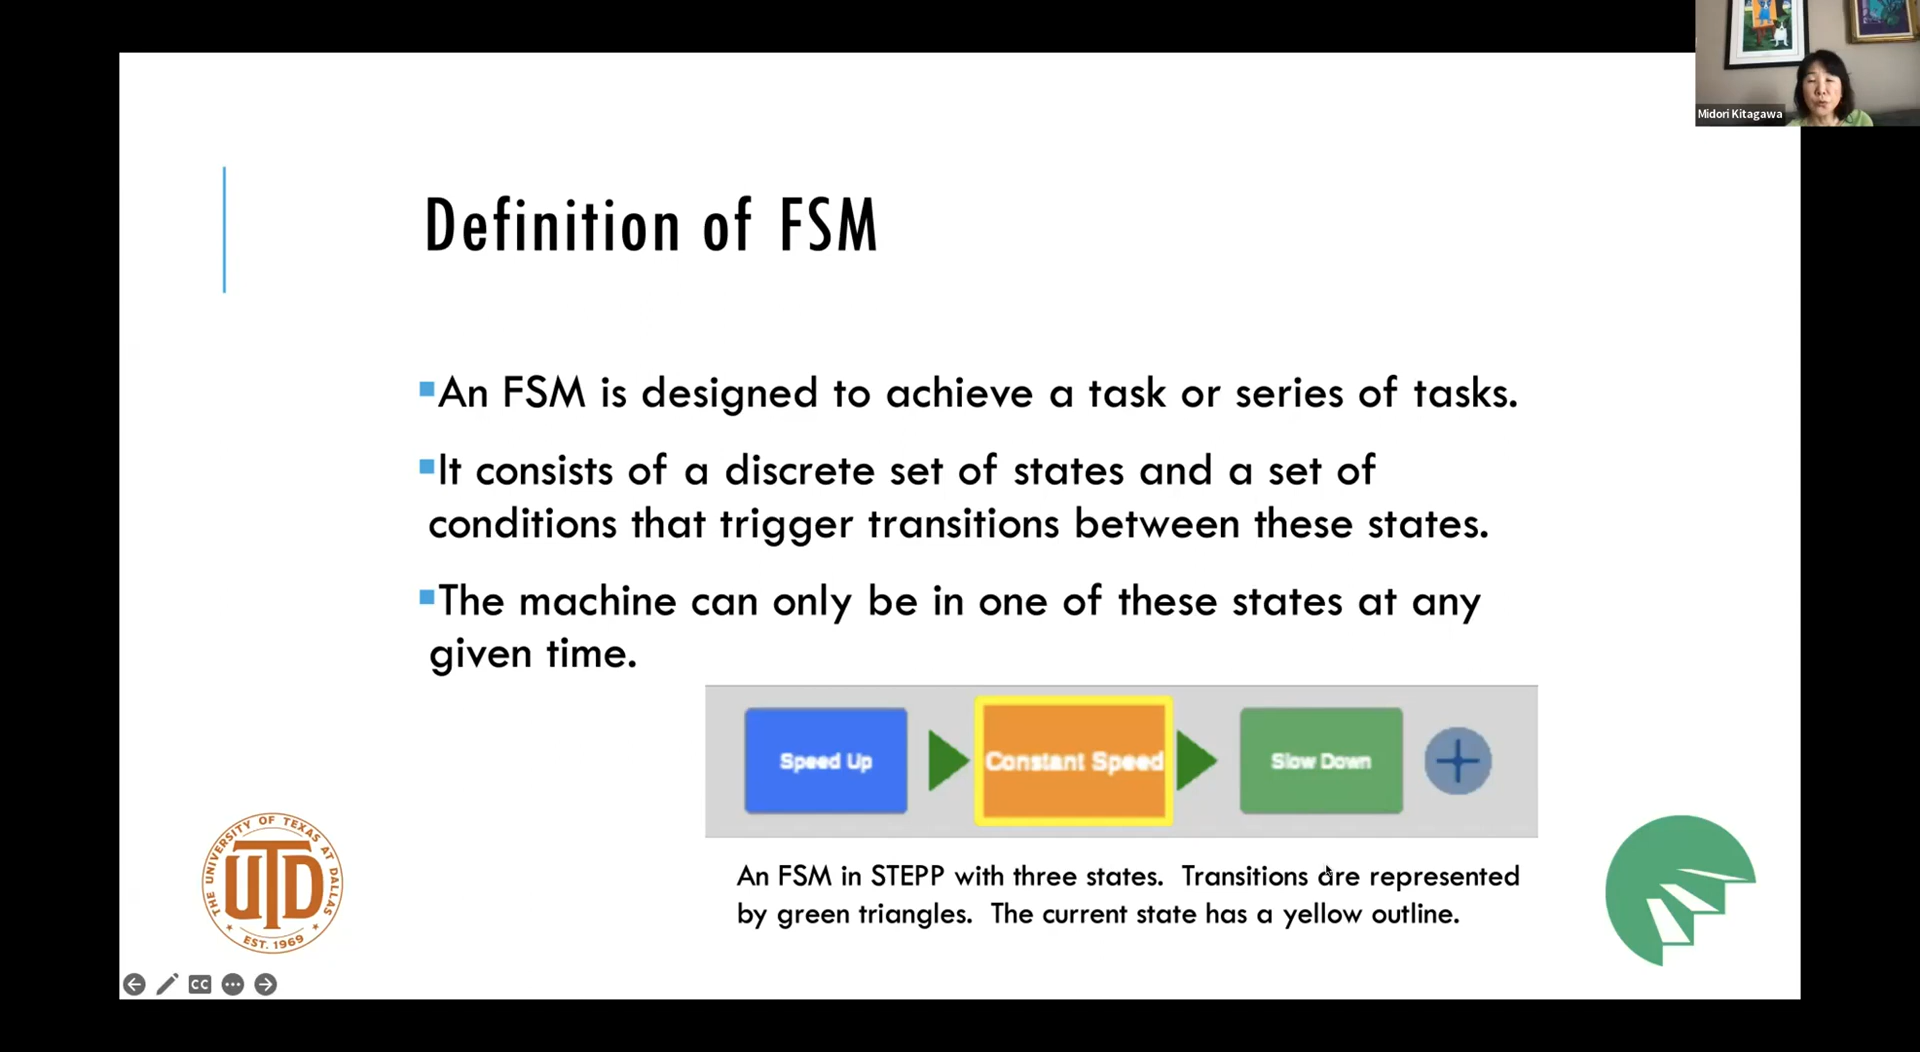 Midori Kitagawa
Definition of FSM
An FSM is designed to achieve a task or series of tasks.
It consists of a discrete set of states and a set of
conditions that trigger transitions between these states.
The machine can only be in one of these states at any
given time.
Speed Up
Constant Speed
Slow Down
An FSM in STEPP with three states.  Transitions are represented
by green triangles.  The current state has a yellow outline.
THE UNIVERSITY OF TEXAS AT DALLAS
UTD
EST. 1969
CC